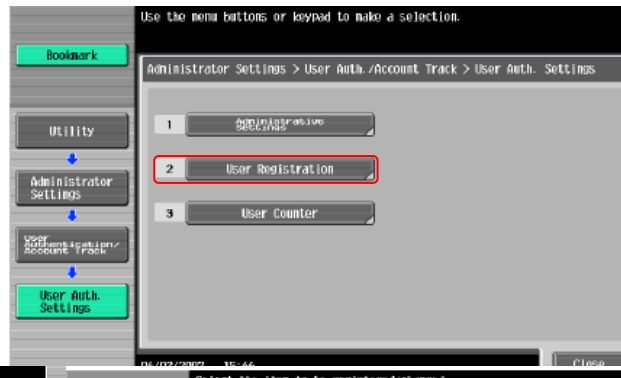 Use the menu buttons or keypad to make a selection.
Bookmark
Administrator Settings > User Auth./Account Track > User Auth. Settings
Utility
Administrator
Settings
User
Authentication/
Account Track
User Auth.
Settings
1 Administrative
Settings
2 User Registration
3 User Counter
15:46
Close